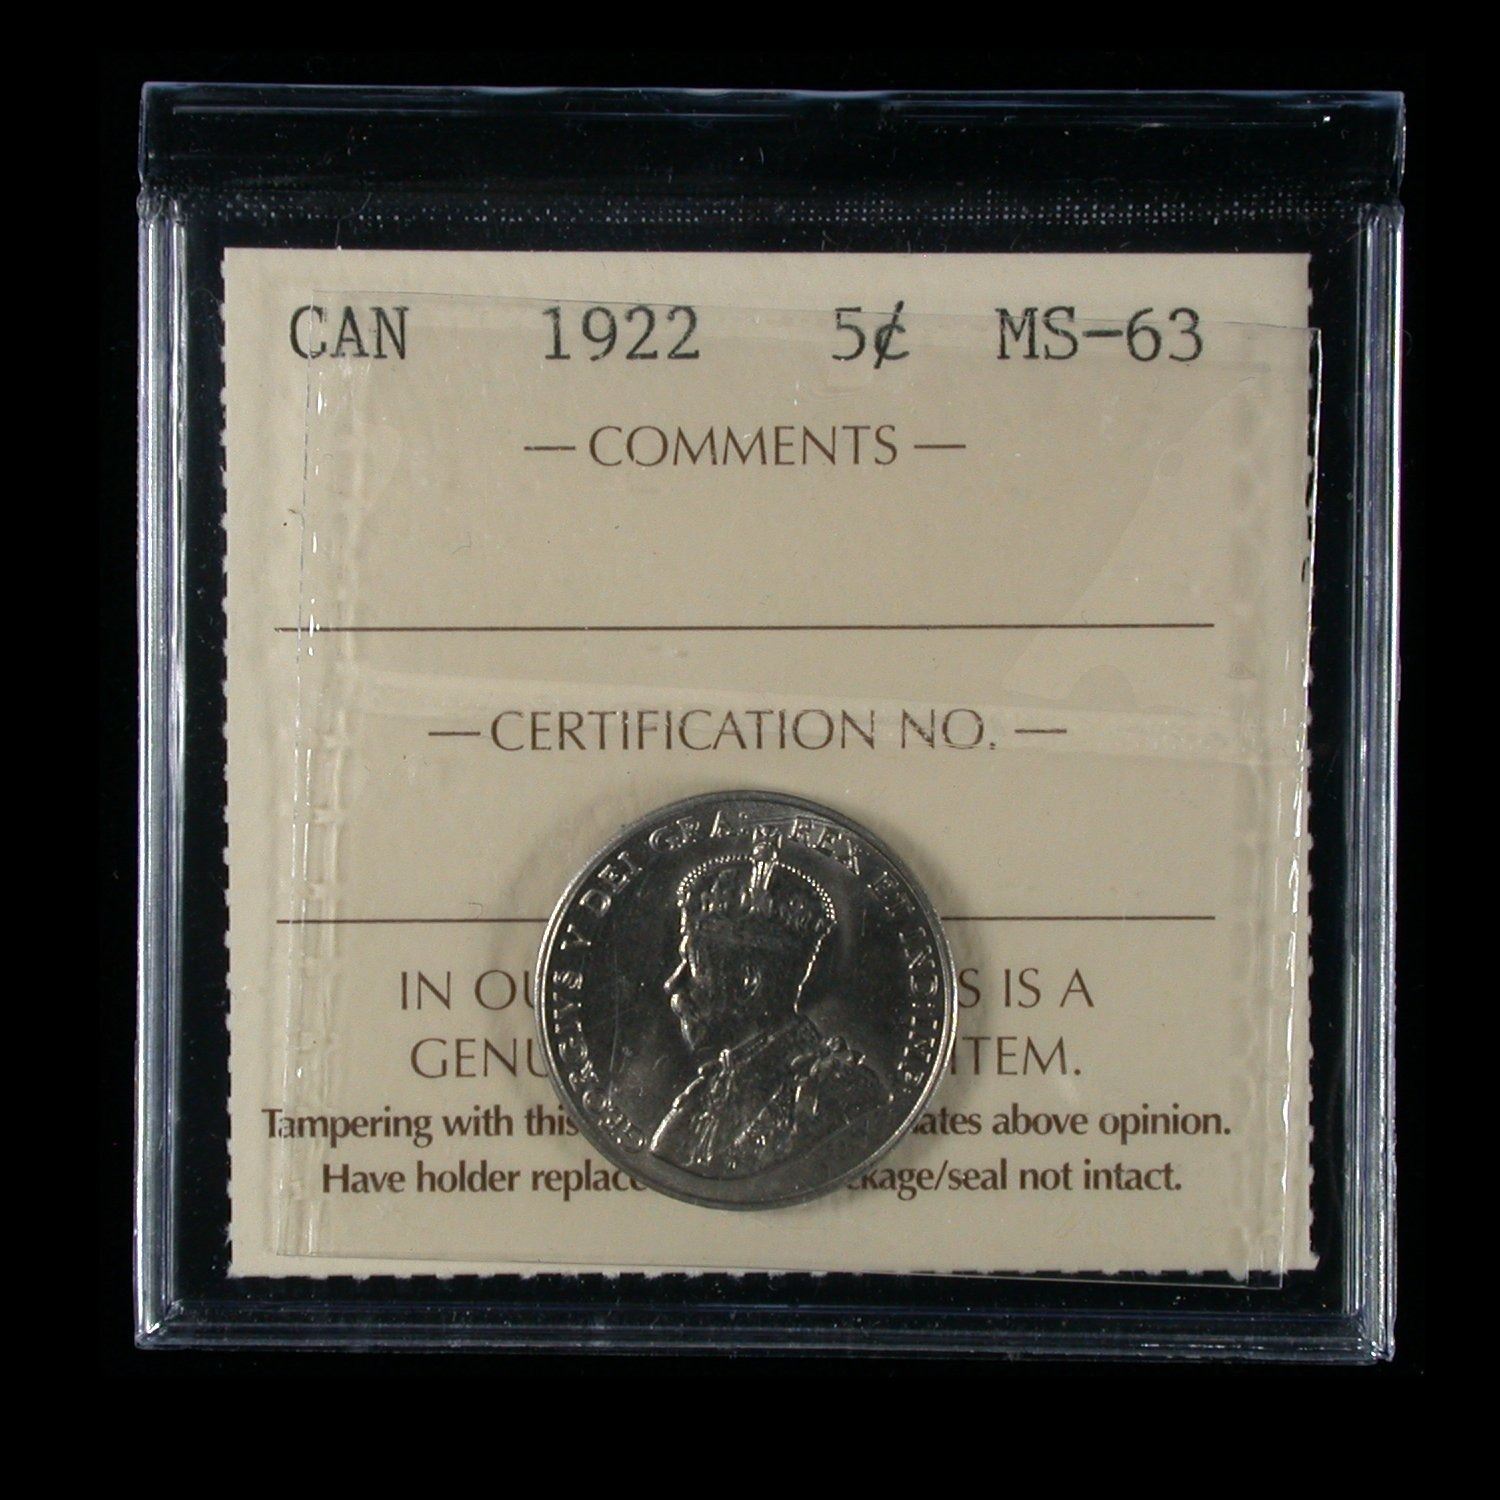 CAN 1922 5¢ MS-63
— COMMENTS —
— CERTIFICATION NO. —
GEORGIVS V DEI GRA: REX ET IND:IMP:
IN OU S IS A
GENU ITEM.
Tampering with this ates above opinion.
Have holder replace ckage/seal not intact.